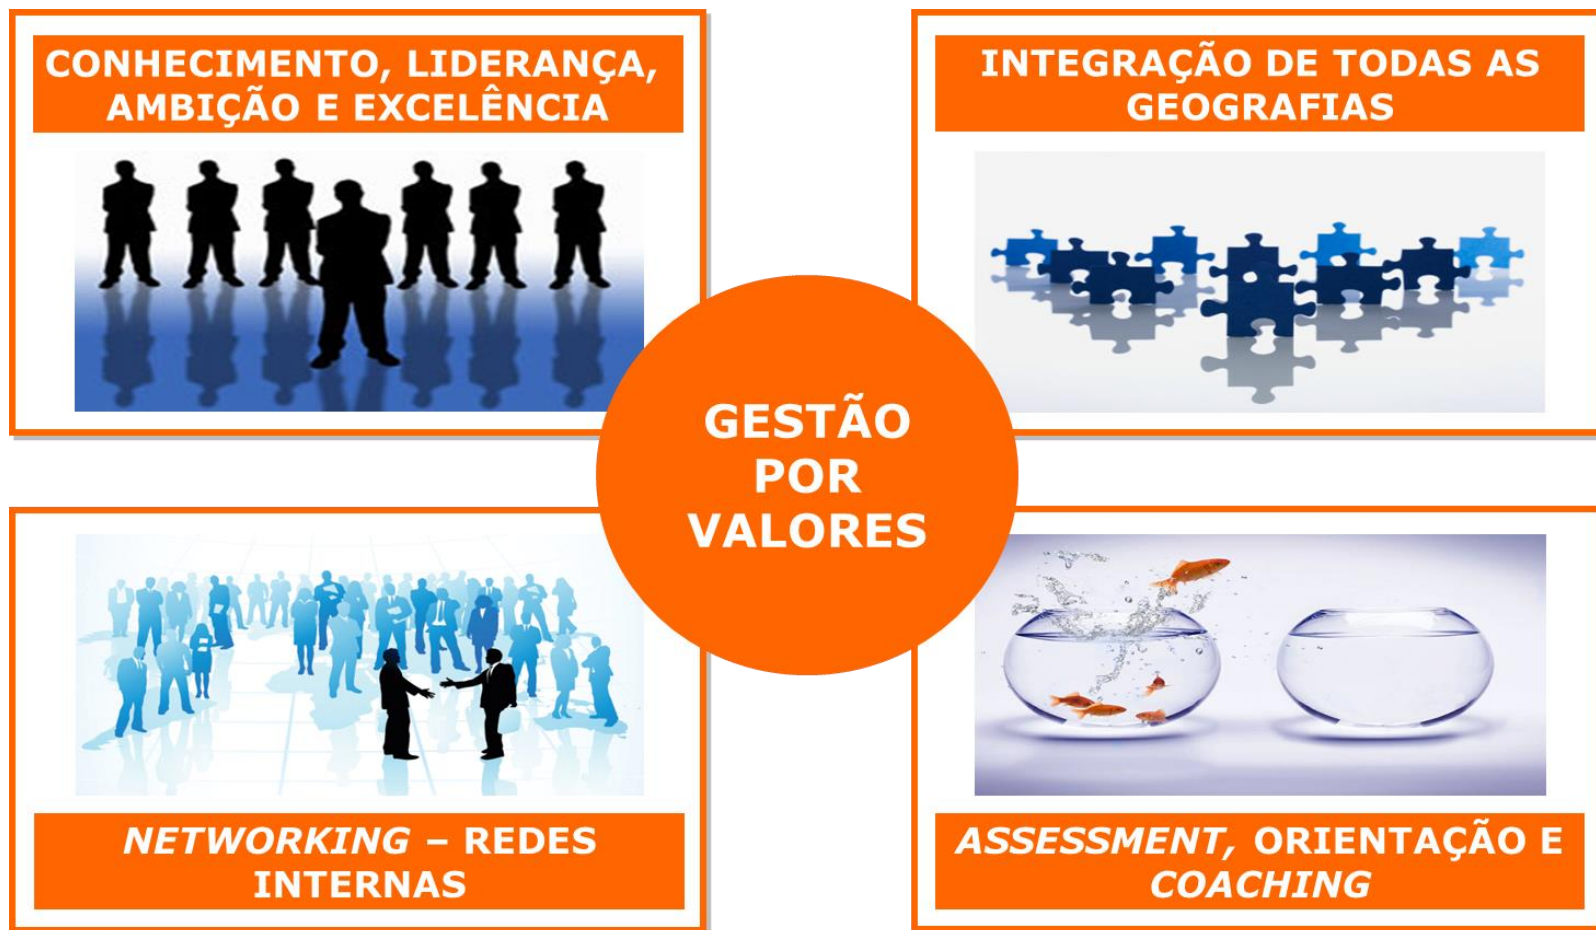 CONHECIMENTO, LIDERANÇA,
AMBIÇÃO E EXCELÊNCIA
INTEGRAÇÃO DE TODAS AS
GEOGRAFIAS
GESTÃO
POR
VALORES
NETWORKING – REDES
INTERNAS
ASSESSMENT, ORIENTAÇÃO E
COACHING